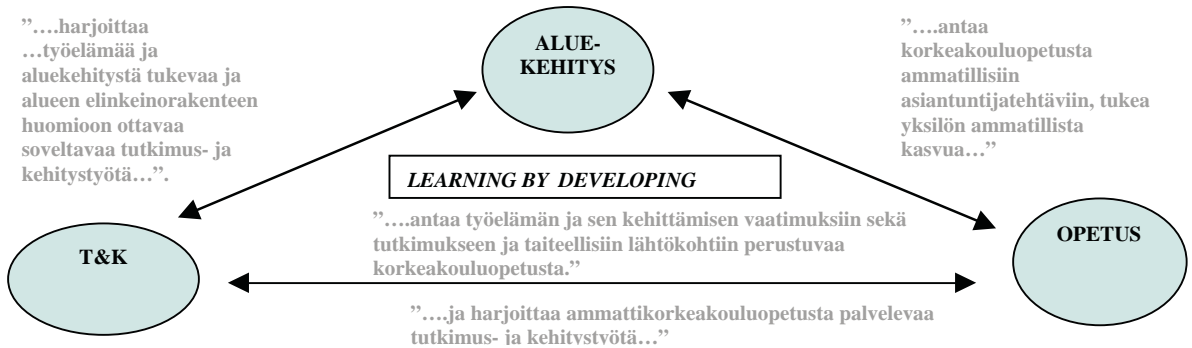 ”….harjoittaa
…työelämää ja
aluekehitystä tukevaa ja
alueen elinkeinorakenteen
huomioon ottavaa
soveltavaa tutkimus- ja
kehitystyötä…”.
ALUE-
KEHITYS
”….antaa
korkeakouluopetusta
ammatillisiin
asiantuntijatehtäviin, tukea
yksilön ammatillista
kasvua…”
LEARNING BY DEVELOPING
”….antaa työelämän ja sen kehittämisen vaatimuksiin sekä
tutkimukseen ja taiteellisiin lähtökohtiin perustuvaa
korkeakouluopetusta.”
T&K
OPETUS
”….ja harjoittaa ammattikorkeakouluopetusta palvelevaa
tutkimus- ja kehitystyötä…”